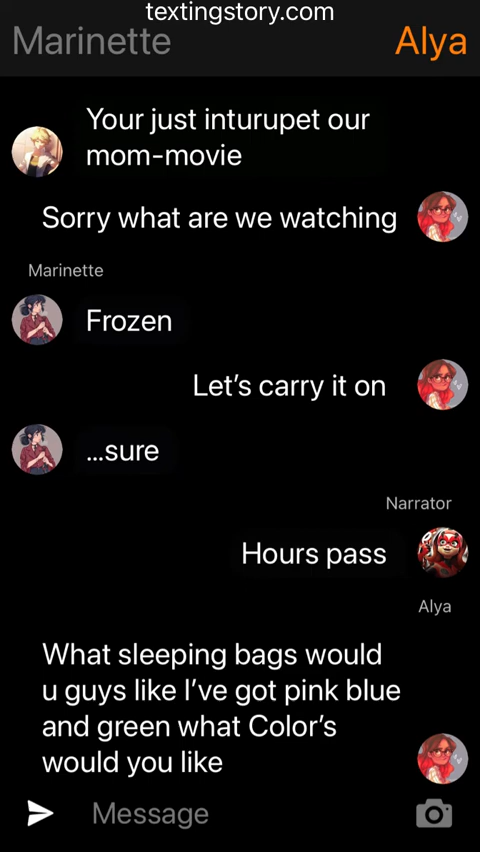 textingstory.com
Marinette
Alya
Your just inturupet our
mom-movie
Sorry what are we watching
Marinette
Frozen
Let's carry it on
...sure
Narrator
Hours pass
Alya
What sleeping bags would
u guys like I've got pink blue
and green what Color's
would you like
Message